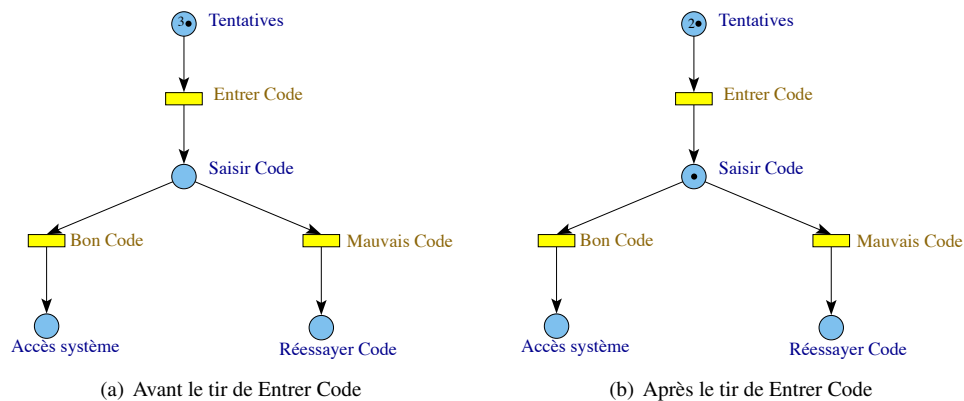 3• Tentatives
Entrer Code
Saisir Code
Bon Code
Mauvais Code
Accès système
Réessayer Code
(a) Avant le tir de Entrer Code
2• Tentatives
Entrer Code
Saisir Code
Bon Code
Mauvais Code
Accès système
Réessayer Code
(b) Après le tir de Entrer Code